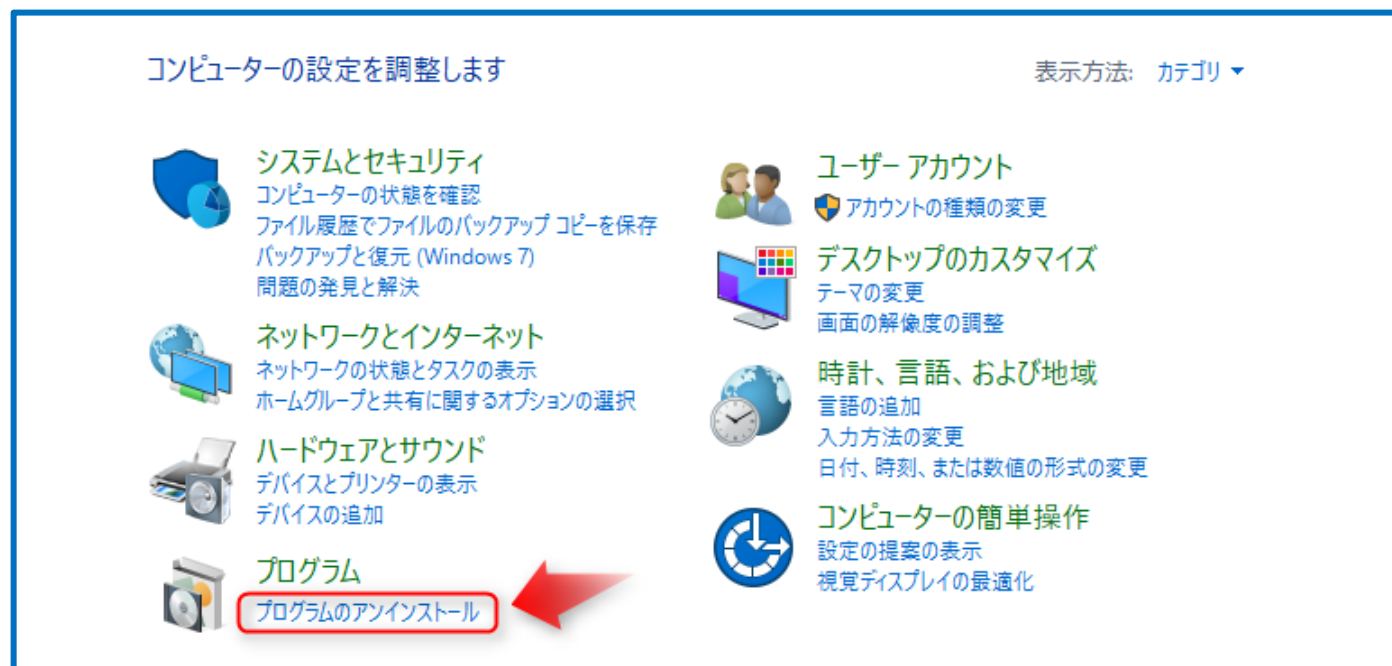 コンピューターの設定を調整します
表示方法: カテゴリ
システムとセキュリティ
コンピューターの状態を確認
ファイル履歴でファイルのバックアップ コピーを保存
バックアップと復元 (Windows 7)
問題の発見と解決
ネットワークとインターネット
ネットワークの状態とタスクの表示
ホームグループと共有に関するオプションの選択
ハードウェアとサウンド
デバイスとプリンターの表示
デバイスの追加
プログラム
プログラムのアンインストール
ユーザー アカウント
アカウントの種類の変更
デスクトップのカスタマイズ
テーマの変更
画面の解像度の調整
時計、言語、および地域
言語の追加
入力方法の変更
日付、時刻、または数値の形式の変更
コンピューターの簡単操作
設定の提案の表示
視覚ディスプレイの最適化